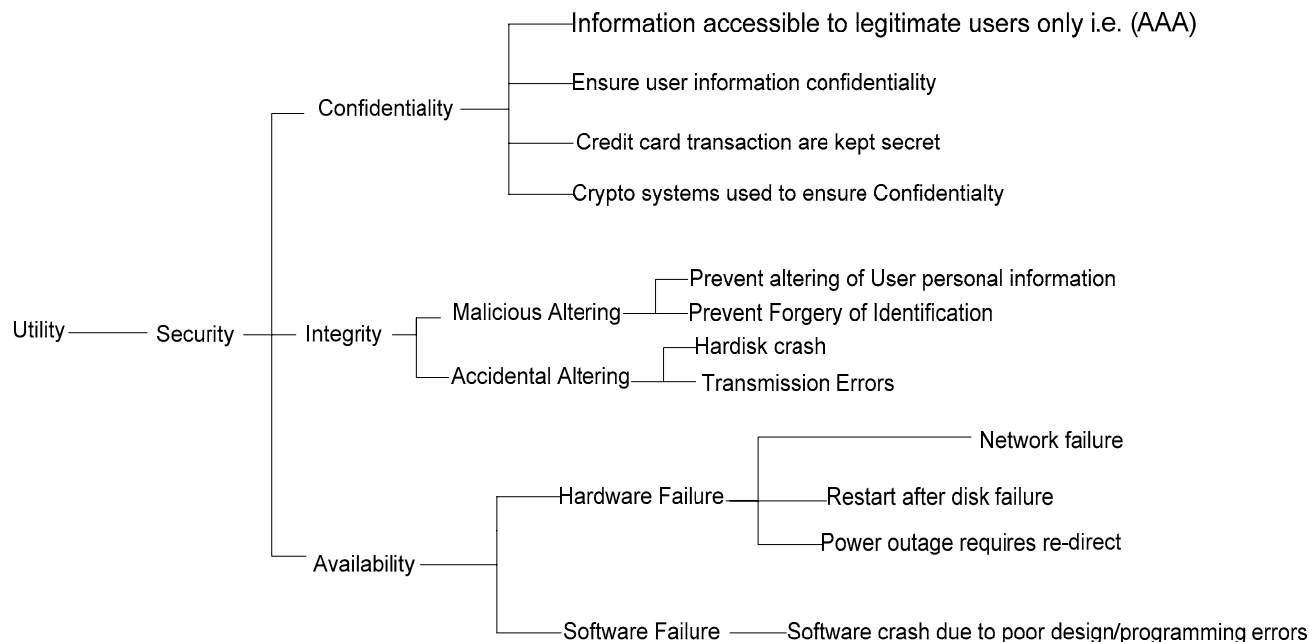 Information accessible to legitimate users only i.e. (AAA)
Ensure user information confidentiality
Confidentiality
Credit card transaction are kept secret
Crypto systems used to ensure Confidentialty
Prevent altering of User personal information
Malicious Altering
Prevent Forgery of Identification
Utility
Security
Integrity
Hardisk crash
Accidental Altering
Transmission Errors
Network failure
Hardware Failure
Restart after disk failure
Power outage requires re-direct
Availability
Software Failure
Software crash due to poor design/programming errors